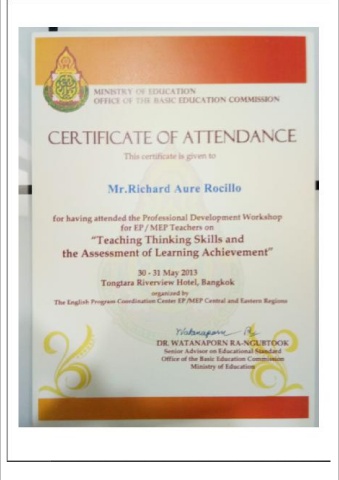 MINISTRY OF EDUCATION
OFFICE OF THE BASIC EDUCATION COMMISSION
CERTIFICATE OF ATTENDANCE
This certificate is given to
Mr.Richard Aure Rocillo
for having attended the Professional Development Workshop
for EP / MEP Teachers on
"Teaching Thinking Skills and
the Assessment of Learning Achievement"
30 - 31 May 2013
Tongtara Riverview Hotel, Bangkok
organized by
The English Program Coordination Center EP /MEP Central and Eastern Regions
Watanaporn
DR. WATANAPORN RA-NGUBTOOK
Senior Advisor on Educational Standard
Office of the Basic Education Commission
Ministry of Education